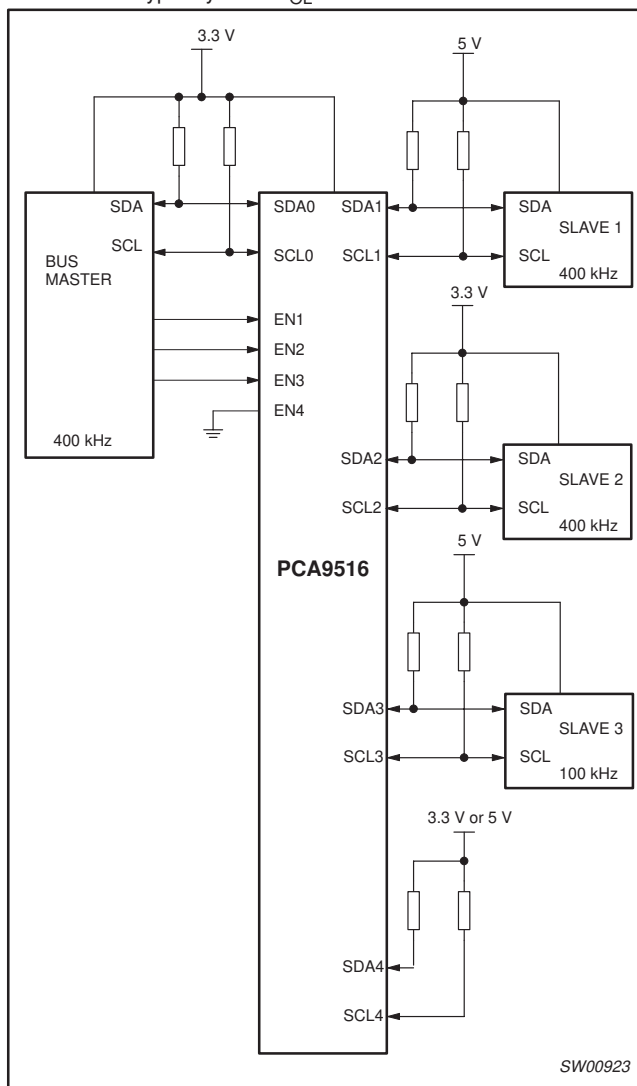 3.3 V
SDA
SCL
BUS
MASTER
400 kHz
SDA0
SCL0
EN1
EN2
EN3
EN4
PCA9516
SDA1
SCL1
SDA2
SCL2
SDA3
SCL3
SDA4
SCL4
5 V
SDA
SLAVE 1
SCL
400 kHz
3.3 V
SDA
SLAVE 2
SCL
400 kHz
5 V
SDA
SLAVE 3
SCL
100 kHz
3.3 V or 5 V
SW00923